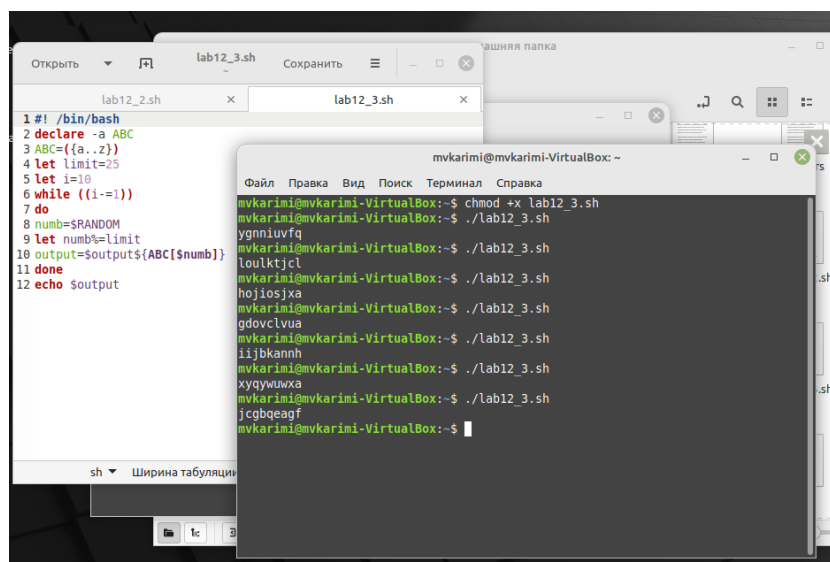 Открыть
lab12_3.sh
~
Сохранить
lab12_2.sh
lab12_3.sh
1 #! /bin/bash
2 declare -a ABC
3 ABC=({a..z})
4 let limit=25
5 let i=10
6 while ((i-=1))
7 do
8 numb=$RANDOM
9 let numb%=limit
10 output=$output${ABC[$numb]}
11 done
12 echo $output
sh
Ширина табуляции
папка
mvkarimi@mvkarimi-VirtualBox: ~
Файл Правка Вид Поиск Терминал Справка
mvkarimi@mvkarimi-VirtualBox:~$ chmod +x lab12_3.sh
mvkarimi@mvkarimi-VirtualBox:~$ ./lab12_3.sh
ygnniuvfq
mvkarimi@mvkarimi-VirtualBox:~$ ./lab12_3.sh
loulktjcl
mvkarimi@mvkarimi-VirtualBox:~$ ./lab12_3.sh
hojiosjxa
mvkarimi@mvkarimi-VirtualBox:~$ ./lab12_3.sh
gdovclvua
mvkarimi@mvkarimi-VirtualBox:~$ ./lab12_3.sh
iijbkannh
mvkarimi@mvkarimi-VirtualBox:~$ ./lab12_3.sh
xyqywuwxa
mvkarimi@mvkarimi-VirtualBox:~$ ./lab12_3.sh
jcgbqeagf
mvkarimi@mvkarimi-VirtualBox:~$